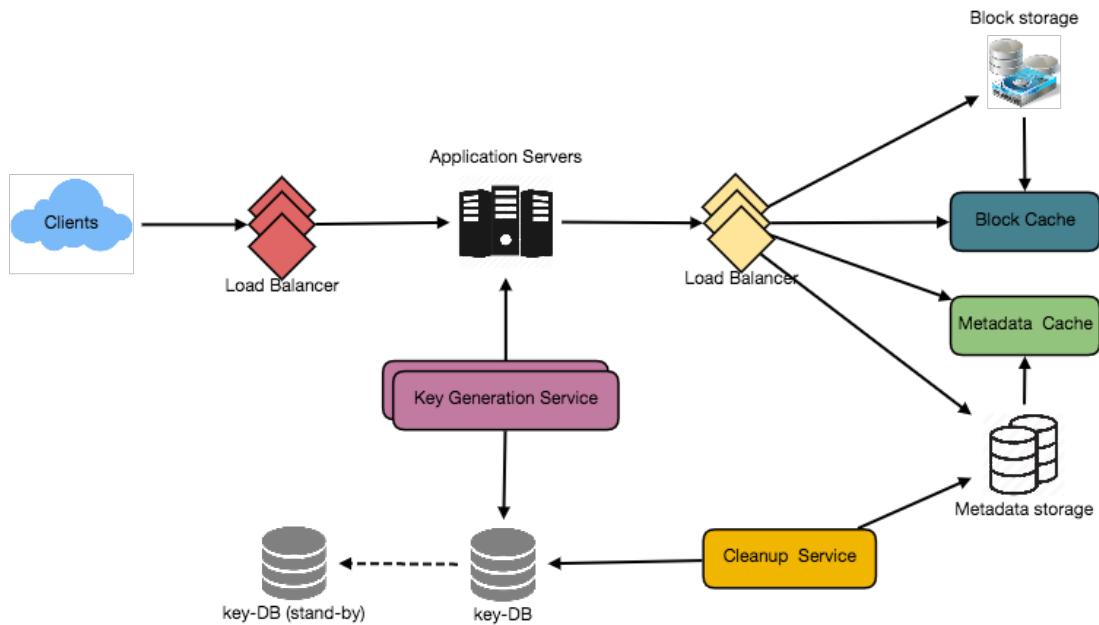 Block storage
Application Servers
Clients
Block Cache
Load Balancer
Load Balancer
Metadata Cache
Key Generation Service
Metadata storage
Cleanup Service
key-DB (stand-by)
key-DB